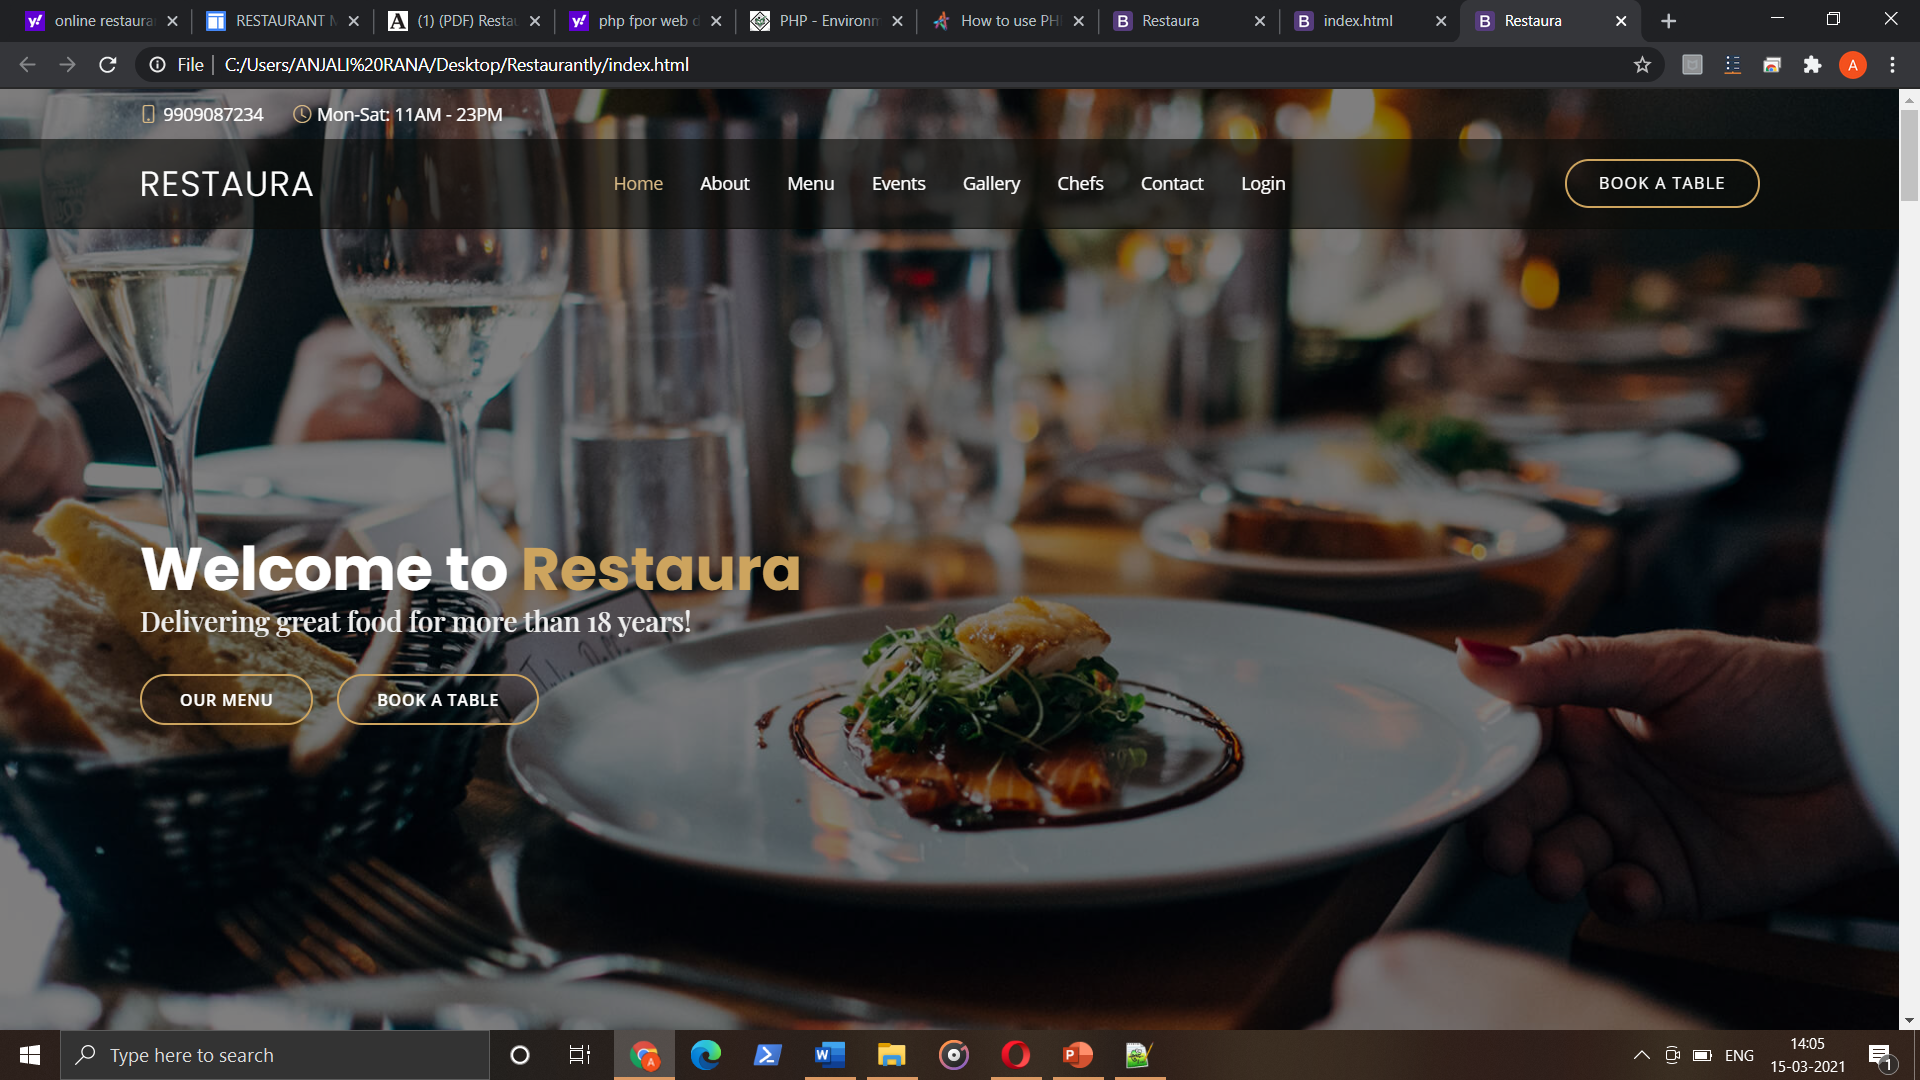 online restaura
RESTAURANT M
(1) (PDF) Restau
php fpor web d
PHP - Environm
How to use PH
Restaura
index.html
Restaura
File
C:/Users/ANJALI%20RANA/Desktop/Restaurantly/index.html
A
9909087234
Mon-Sat: 11AM - 23PM
RESTAURA
Home
About
Menu
Events
Gallery
Chefs
Contact
Login
BOOK A TABLE
Welcome to Restaura
Delivering great food for more than 18 years!
OUR MENU
BOOK A TABLE
Type here to search
ENG
14:05
15-03-2021
1